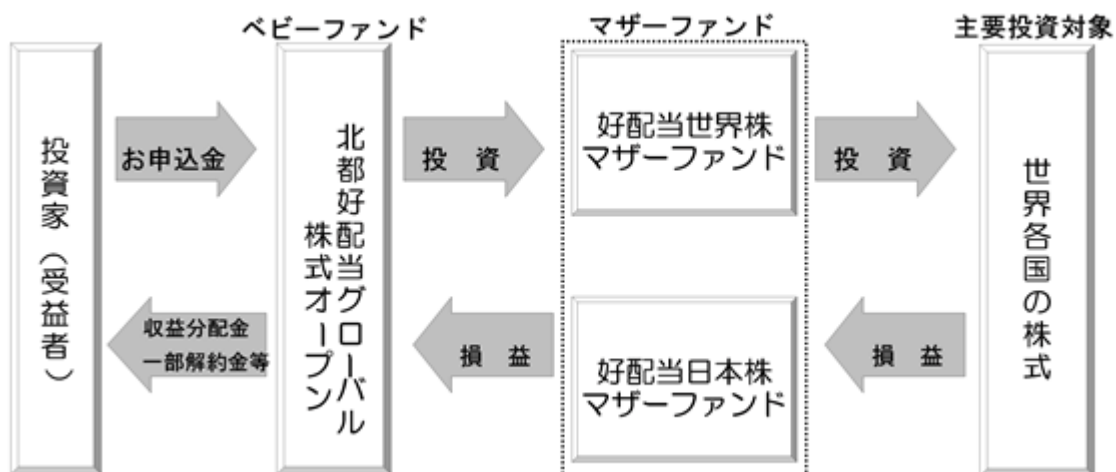 ベビーファンド
マザーファンド
主要投資対象
投資家（受益者）
お申込金
収益分配金
一部解約金等
北都好配当グローバル
株式オープン
投　資
損　益
好配当世界株
マザーファンド
好配当日本株
マザーファンド
投　資
損　益
世界各国の株式